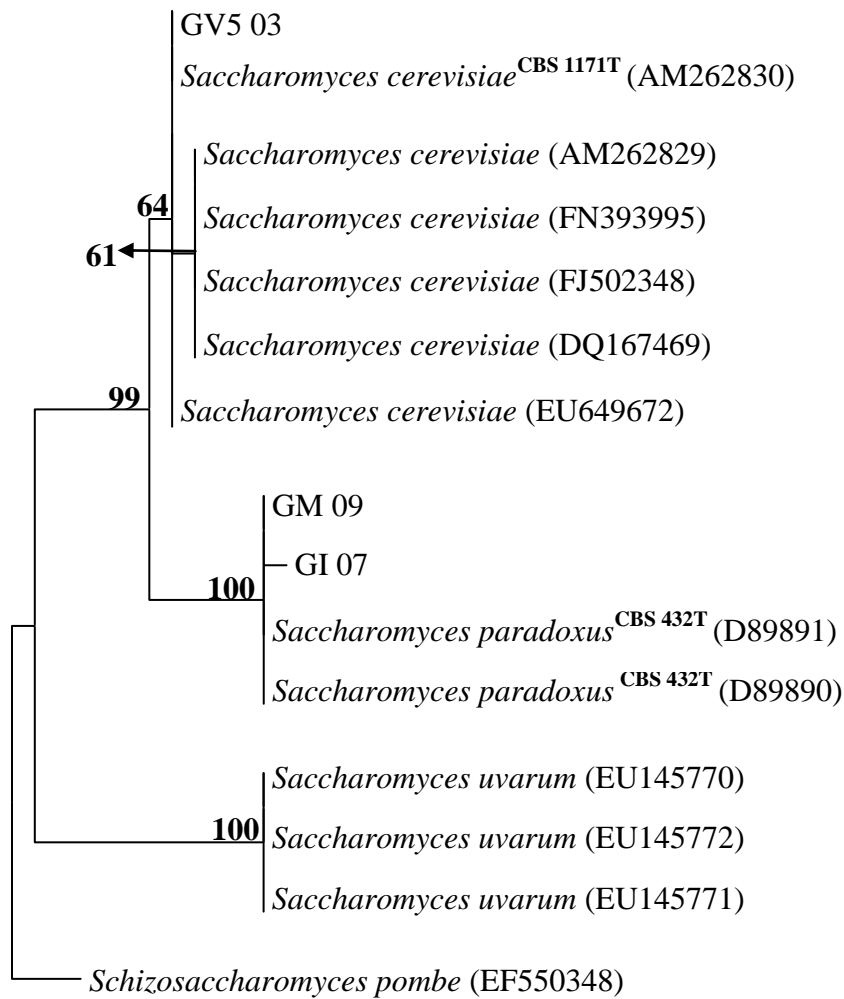 GV5 03
Saccharomyces cerevisiae CBS 1171T (AM262830)
Saccharomyces cerevisiae (AM262829)
64
Saccharomyces cerevisiae (FN393995)
61
Saccharomyces cerevisiae (FJ502348)
Saccharomyces cerevisiae (DQ167469)
99
Saccharomyces cerevisiae (EU649672)
GM 09
GI 07
100
Saccharomyces paradoxus CBS 432T (D89891)
Saccharomyces paradoxus CBS 432T (D89890)
Saccharomyces uvarum (EU145770)
100
Saccharomyces uvarum (EU145772)
Saccharomyces uvarum (EU145771)
Schizosaccharomyces pombe (EF550348)